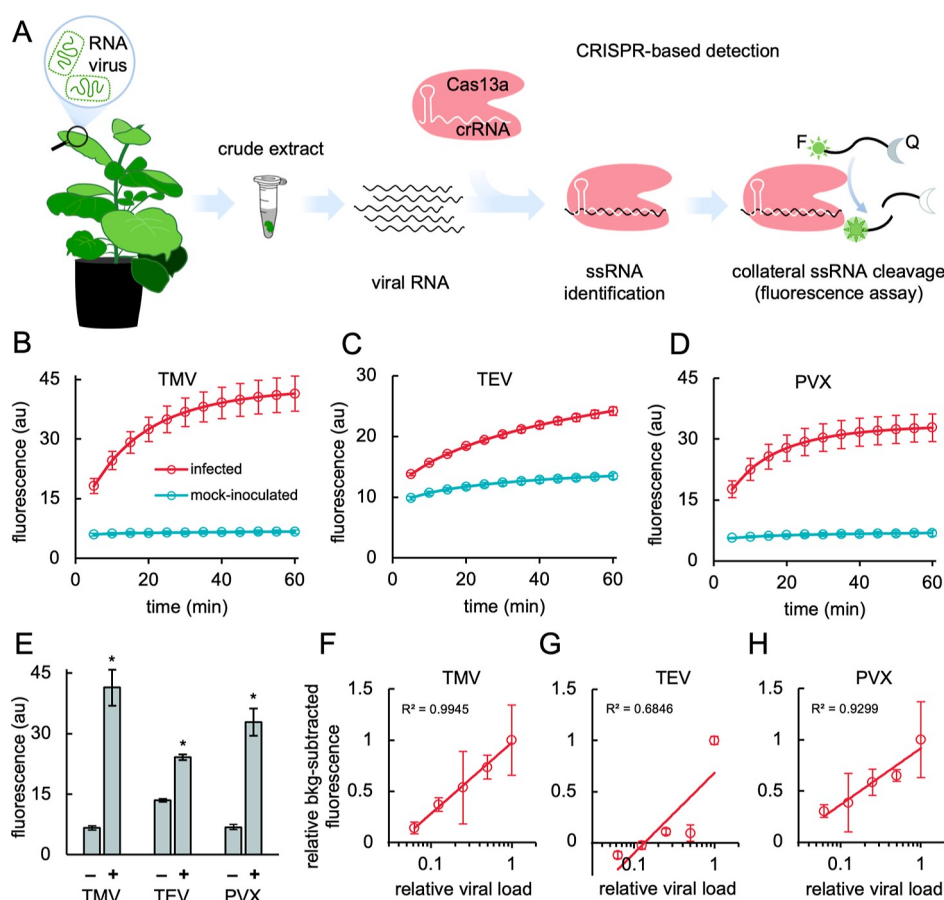 A
RNA
virus
crude extract
viral RNA
Cas13a
crRNA
CRISPR-based detection
ssRNA
identification
F
Q
collateral ssRNA cleavage
(fluorescence assay)
B
TMV
fluorescence (au)
45
30
15
0
infected
mock-inoculated
0
20
40
60
time (min)
C
TEV
fluorescence (au)
30
20
10
0
0
20
40
60
time (min)
D
PVX
fluorescence (au)
45
30
15
0
0
20
40
60
time (min)
E
fluorescence (au)
45
30
15
0
*
*
*
– + – + – +
TMV TEV PVX
F
TMV
relative bkg-subtracted
fluorescence
1.5
1
0.5
0
R² = 0.9945
0.1
1
relative viral load
G
TEV
1.5
1
0.5
0
R² = 0.6846
0.1
1
relative viral load
H
PVX
1.5
1
0.5
0
R² = 0.9299
0.1
1
relative viral load